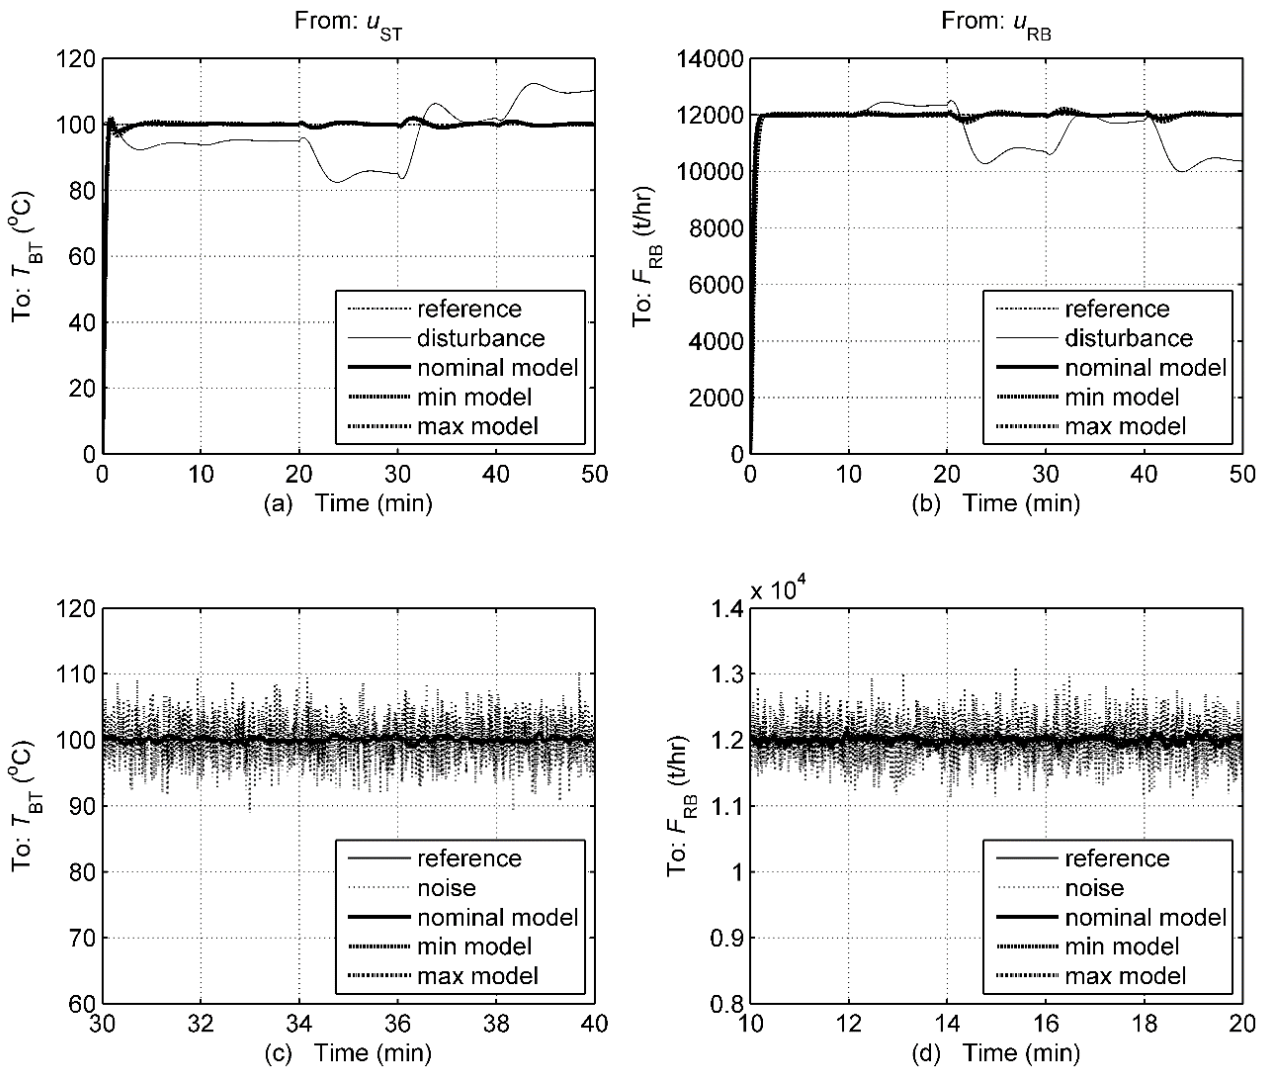 From: u_ST
120
100
80
60
40
20
0
To: T_BT (°C)
reference
disturbance
nominal model
min model
max model
0 10 20 30 40 50
(a) Time (min)
From: u_RB
14000
12000
10000
8000
6000
4000
2000
0
To: F_RB (t/hr)
reference
disturbance
nominal model
min model
max model
0 10 20 30 40 50
(b) Time (min)
120
110
100
90
80
70
60
To: T_BT (°C)
reference
noise
nominal model
min model
max model
30 32 34 36 38 40
(c) Time (min)
x 10^4
1.4
1.3
1.2
1.1
1
0.9
0.8
To: F_RB (t/hr)
reference
noise
nominal model
min model
max model
10 12 14 16 18 20
(d) Time (min)